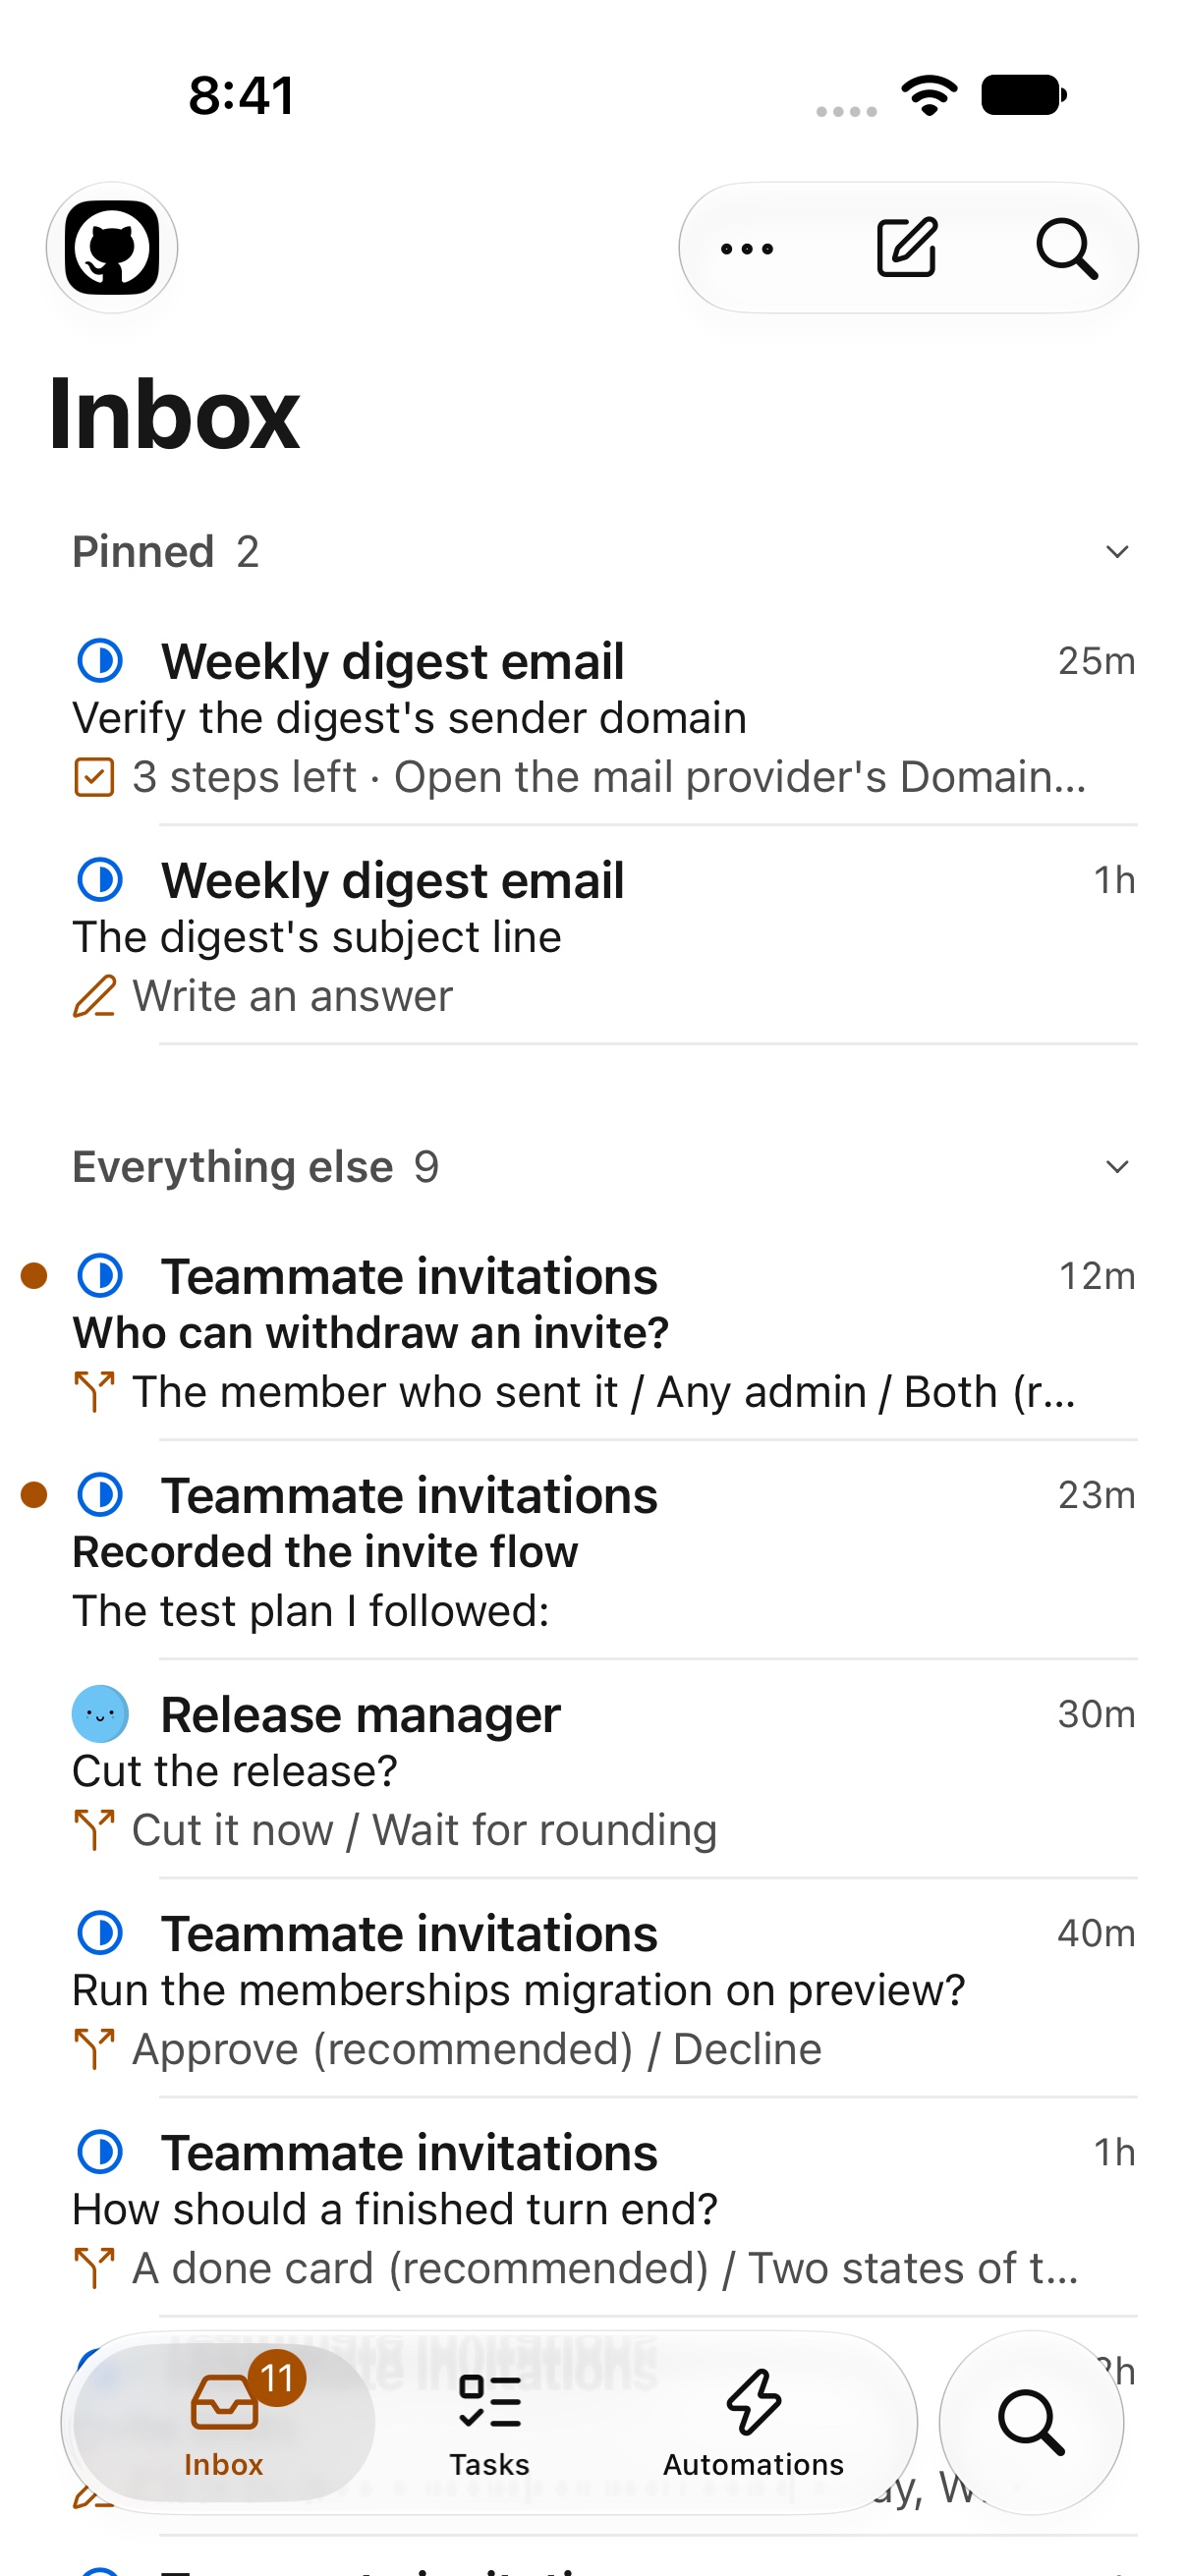 8:41
Inbox
Pinned 2
Weekly digest email 25m
Verify the digest's sender domain
3 steps left · Open the mail provider's Domain...
Weekly digest email 1h
The digest's subject line
Write an answer
Everything else 9
Teammate invitations 12m
Who can withdraw an invite?
The member who sent it / Any admin / Both (r...
Teammate invitations 23m
Recorded the invite flow
The test plan I followed:
Release manager 30m
Cut the release?
Cut it now / Wait for rounding
Teammate invitations 40m
Run the memberships migration on preview?
Approve (recommended) / Decline
Teammate invitations 1h
How should a finished turn end?
A done card (recommended) / Two states of t...
11
Inbox
Tasks
Automations